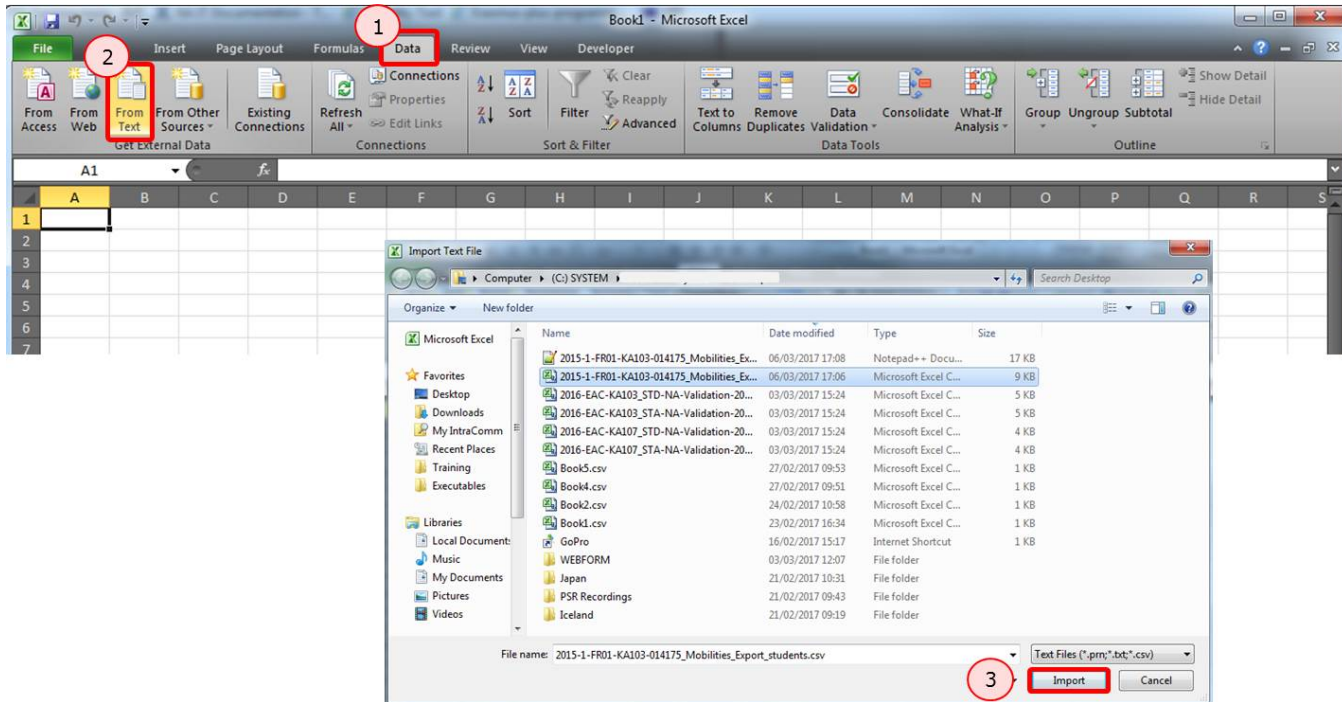 Book1 - Microsoft Excel
1
File Insert Page Layout Formulas Data Review View Developer
2
From Access
From Web
From Text
From Other Sources
Existing Connections
Get External Data
Refresh All
Connections
Properties
Edit Links
Connections
Sort
Filter
Clear
Reapply
Advanced
Sort & Filter
Text to Columns
Remove Duplicates
Data Validation
Consolidate
What-If Analysis
Data Tools
Group
Ungroup
Subtotal
Show Detail
Hide Detail
Outline
A1 fx
A B C D E F G H I J K L M N O P Q R S
1
2
3
4
5
6
7
Import Text File
Computer (C:) SYSTEM Search Desktop
Organize New folder
Microsoft Excel
Favorites
Desktop
Downloads
My IntraComm
Recent Places
Training
Executables
Libraries
Local Documents
Music
My Documents
Pictures
Videos
Name Date modified Type Size
2015-1-FR01-KA103-014175_Mobilities_Ex... 06/03/2017 17:08 Notepad++ Docu... 17 KB
2015-1-FR01-KA103-014175_Mobilities_Ex... 06/03/2017 17:06 Microsoft Excel C... 9 KB
2016-EAC-KA103_STD-NA-Validation-20... 03/03/2017 15:24 Microsoft Excel C... 5 KB
2016-EAC-KA103_STA-NA-Validation-20... 03/03/2017 15:24 Microsoft Excel C... 5 KB
2016-EAC-KA107_STD-NA-Validation-20... 03/03/2017 15:24 Microsoft Excel C... 4 KB
2016-EAC-KA107_STA-NA-Validation-20... 03/03/2017 15:24 Microsoft Excel C... 4 KB
Book5.csv 27/02/2017 09:53 Microsoft Excel C... 1 KB
Book4.csv 27/02/2017 09:51 Microsoft Excel C... 1 KB
Book2.csv 24/02/2017 10:58 Microsoft Excel C... 1 KB
Book1.csv 23/02/2017 16:34 Microsoft Excel C... 1 KB
GoPro 16/02/2017 15:17 Internet Shortcut 1 KB
WEBFORM 03/03/2017 12:07 File folder
Japan 21/02/2017 10:31 File folder
PSR Recordings 21/02/2017 09:43 File folder
Iceland 21/02/2017 09:19 File folder
File name: 2015-1-FR01-KA103-014175_Mobilities_Export_students.csv Text Files (*.prn;*.txt;*.csv)
3 Import Cancel